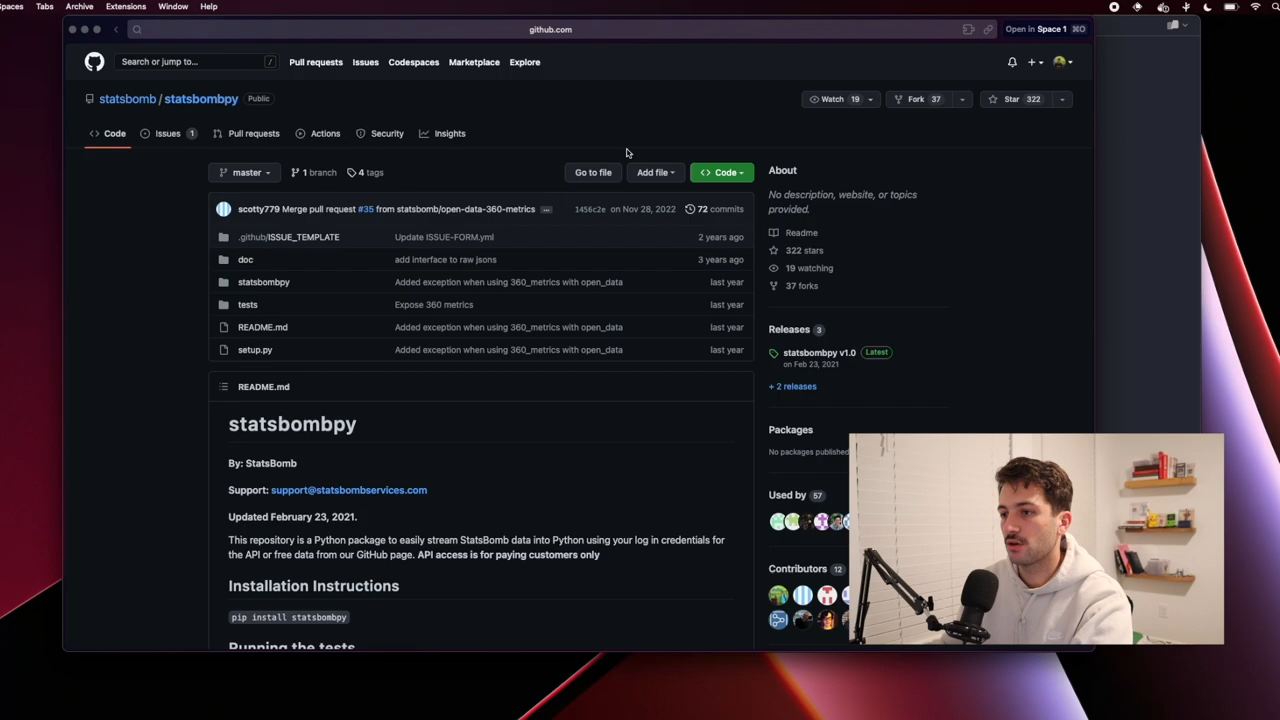 Spaces Tabs Archive Extensions Window Help
github.com
Open in Space 1 ⌘O
Search or jump to... /
Pull requests Issues Codespaces Marketplace Explore
statsbomb / statsbombpy Public
Watch 19 Fork 37 Star 322
Code Issues 1 Pull requests Actions Security Insights
master 1 branch 4 tags Go to file Add file Code
scotty779 Merge pull request #35 from statsbomb/open-data-360-metrics ... 1456c2e on Nov 28, 2022 72 commits
.github/ISSUE_TEMPLATE Update ISSUE-FORM.yml 2 years ago
doc add interface to raw jsons 3 years ago
statsbombpy Added exception when using 360_metrics with open_data last year
tests Expose 360 metrics last year
README.md Added exception when using 360_metrics with open_data last year
setup.py Added exception when using 360_metrics with open_data last year
README.md
statsbombpy
By: StatsBomb
Support: support@statsbombservices.com
Updated February 23, 2021.
This repository is a Python package to easily stream StatsBomb data into Python using your log in credentials for
the API or free data from our GitHub page. API access is for paying customers only
Installation Instructions
pip install statsbombpy
Running the tests
About
No description, website, or topics
provided.
Readme
322 stars
19 watching
37 forks
Releases 3
statsbombpy v1.0 Latest
on Feb 23, 2021
+ 2 releases
Packages
No packages published
Used by 57
Contributors 12